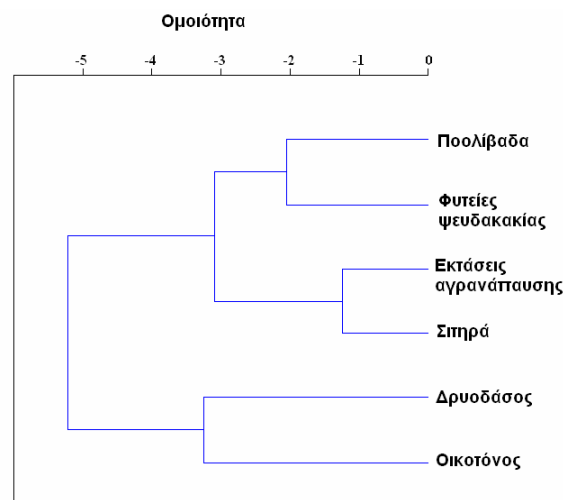 Ομοιότητα
-5 -4 -3 -2 -1 0
Ποολίβαδα
Φυτείες
ψευδακακίας
Εκτάσεις
αγρανάπαυσης
Σιτηρά
Δρυοδάσος
Οικοτόνος